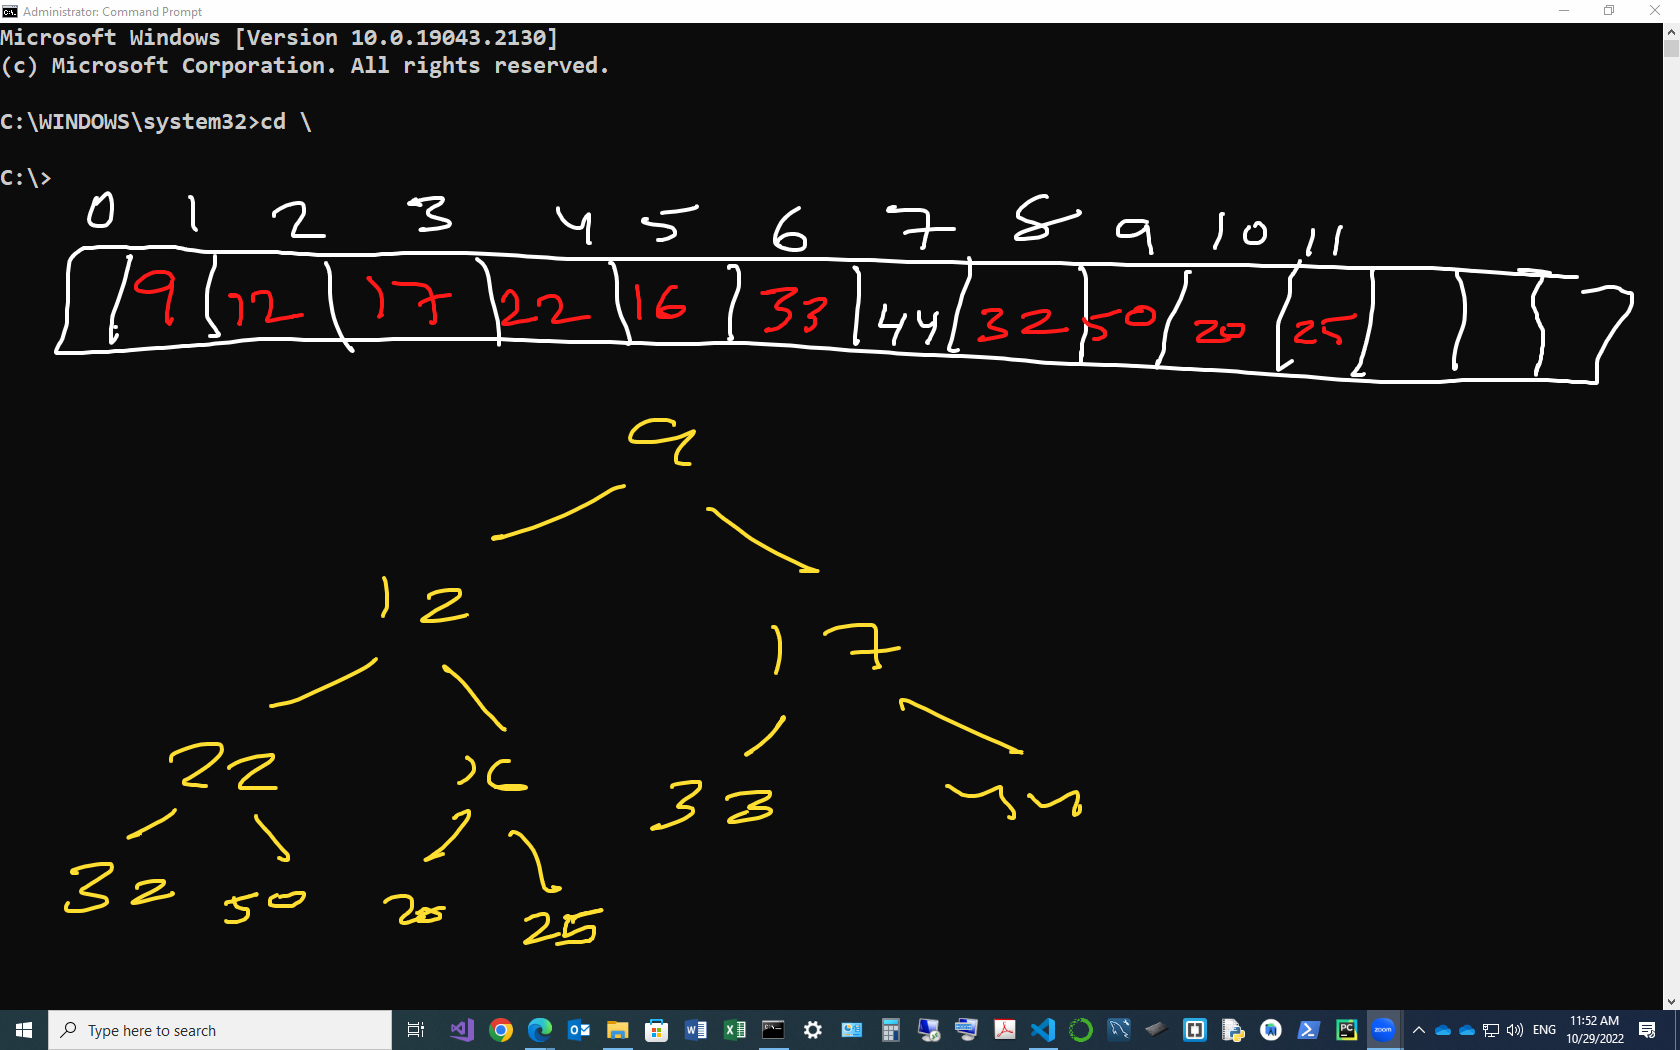 Administrator: Command Prompt
Microsoft Windows [Version 10.0.19043.2130]
(c) Microsoft Corporation. All rights reserved.
C:\WINDOWS\system32>cd \
C:\>
0 1 2 3 4 5 6 7 8 9 10 11
9 12 17 22 16 33 44 32 50 20 25
9
12 17
22 16 33 44
32 50 20 25
Type here to search
ENG
11:52 AM
10/29/2022